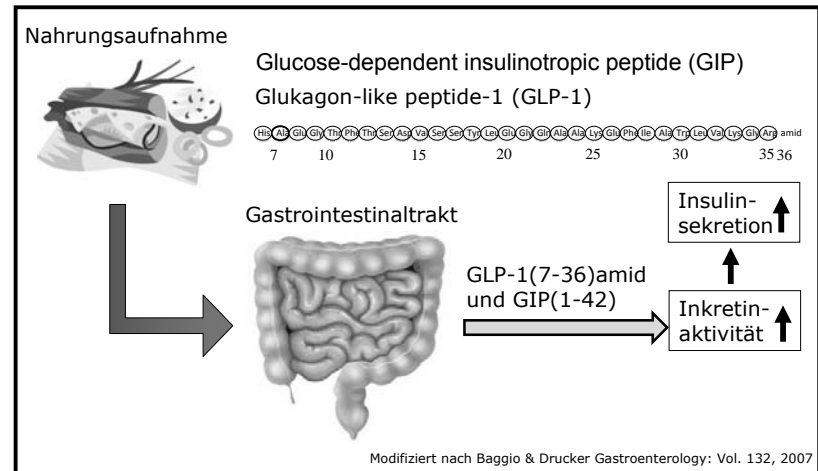 Nahrungsaufnahme
Glucose-dependent insulinotropic peptide (GIP)
Glukagon-like peptide-1 (GLP-1)
His Ala Glu Gly Thr Phe Thr Ser Asp Val Ser Ser Tyr Leu Glu Gly Gln Ala Ala Lys Glu Phe Ile Ala Trp Leu Val Lys Gly Arg amid
7 10 15 20 25 30 35 36
Gastrointestinaltrakt
GLP-1(7-36)amid
und GIP(1-42)
Insulin-
sekretion
Inkretin-
aktivität
Modifiziert nach Baggio & Drucker Gastroenterology: Vol. 132, 2007